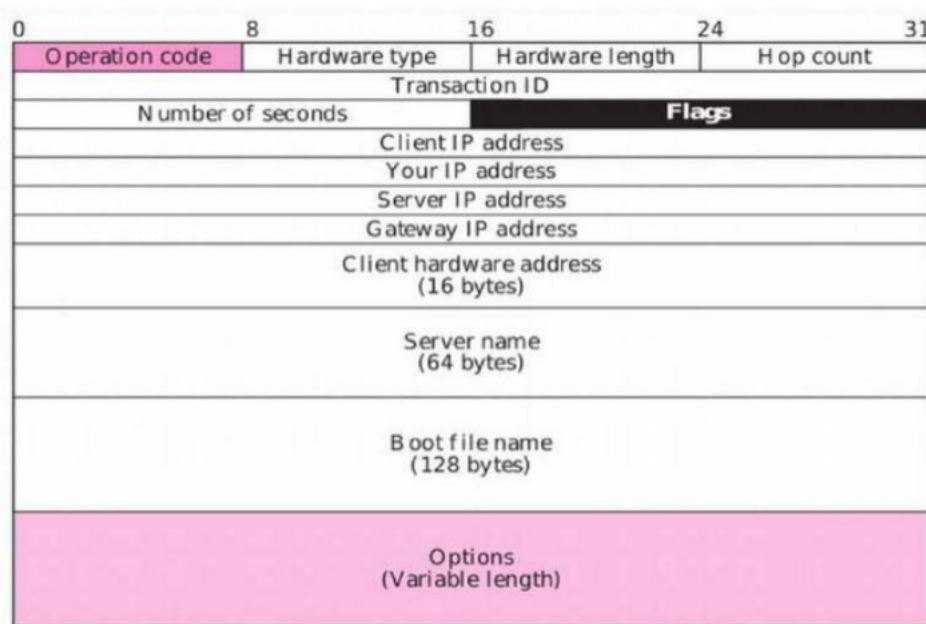 0 8 16 24 31
Operation code Hardware type Hardware length Hop count
Transaction ID
Number of seconds Flags
Client IP address
Your IP address
Server IP address
Gateway IP address
Client hardware address
(16 bytes)
Server name
(64 bytes)
Boot file name
(128 bytes)
Options
(Variable length)